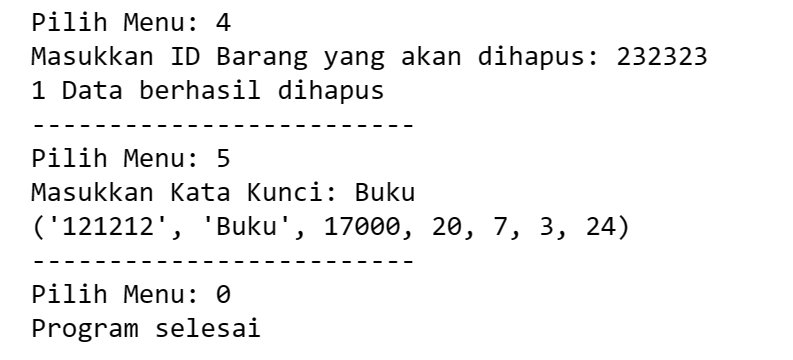 Pilih Menu: 4
Masukkan ID Barang yang akan dihapus: 232323
1 Data berhasil dihapus
-------------------------
Pilih Menu: 5
Masukkan Kata Kunci: Buku
('121212', 'Buku', 17000, 20, 7, 3, 24)
-------------------------
Pilih Menu: 0
Program selesai